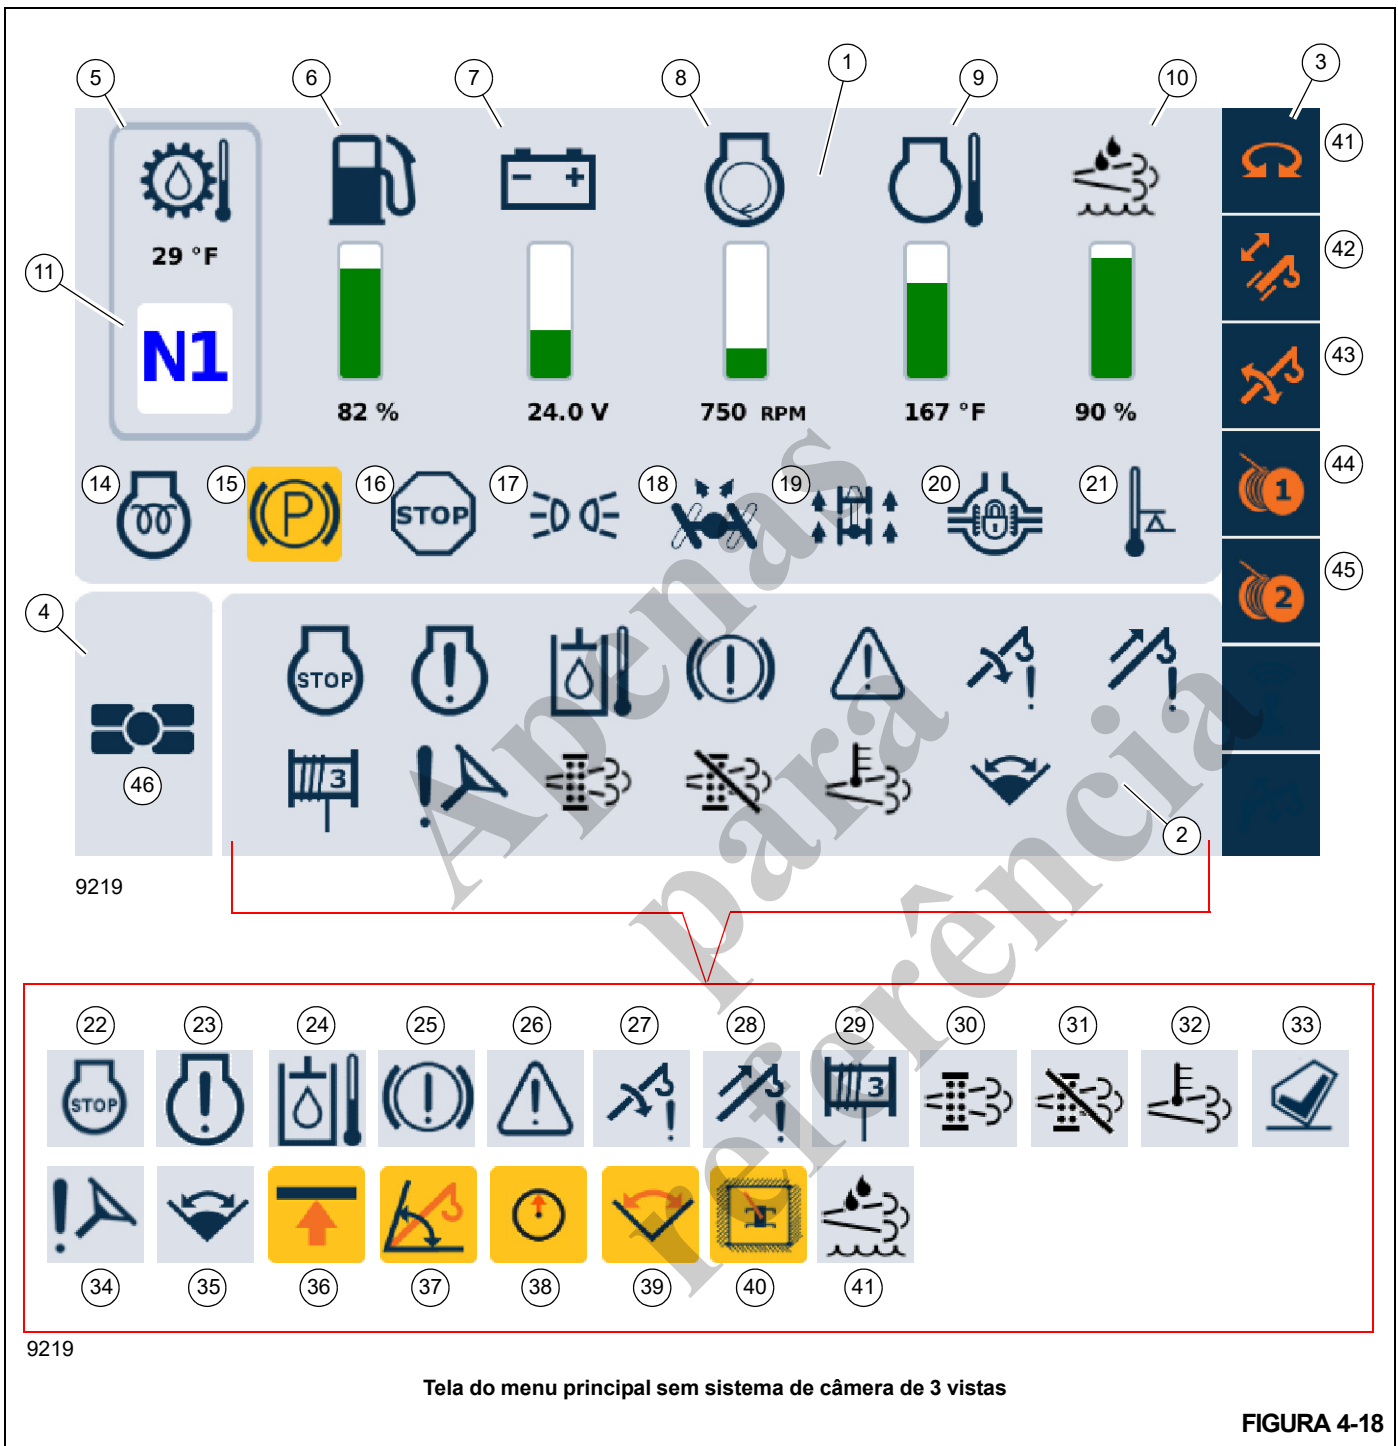 5 6 7 8 1 9 10 3
41
42
29 °F
11
N1
43
82 % 24.0 V 750 RPM 167 °F 90 %
44
14 15 16 17 18 19 20 21
1
P
STOP
45
2
4
STOP
3
46
2
9219
Apenas
para
referência
22 23 24 25 26 27 28 29 30 31 32 33
STOP
3
34 35 36 37 38 39 40 41
9219
Tela do menu principal sem sistema de câmera de 3 vistas
FIGURA 4-18